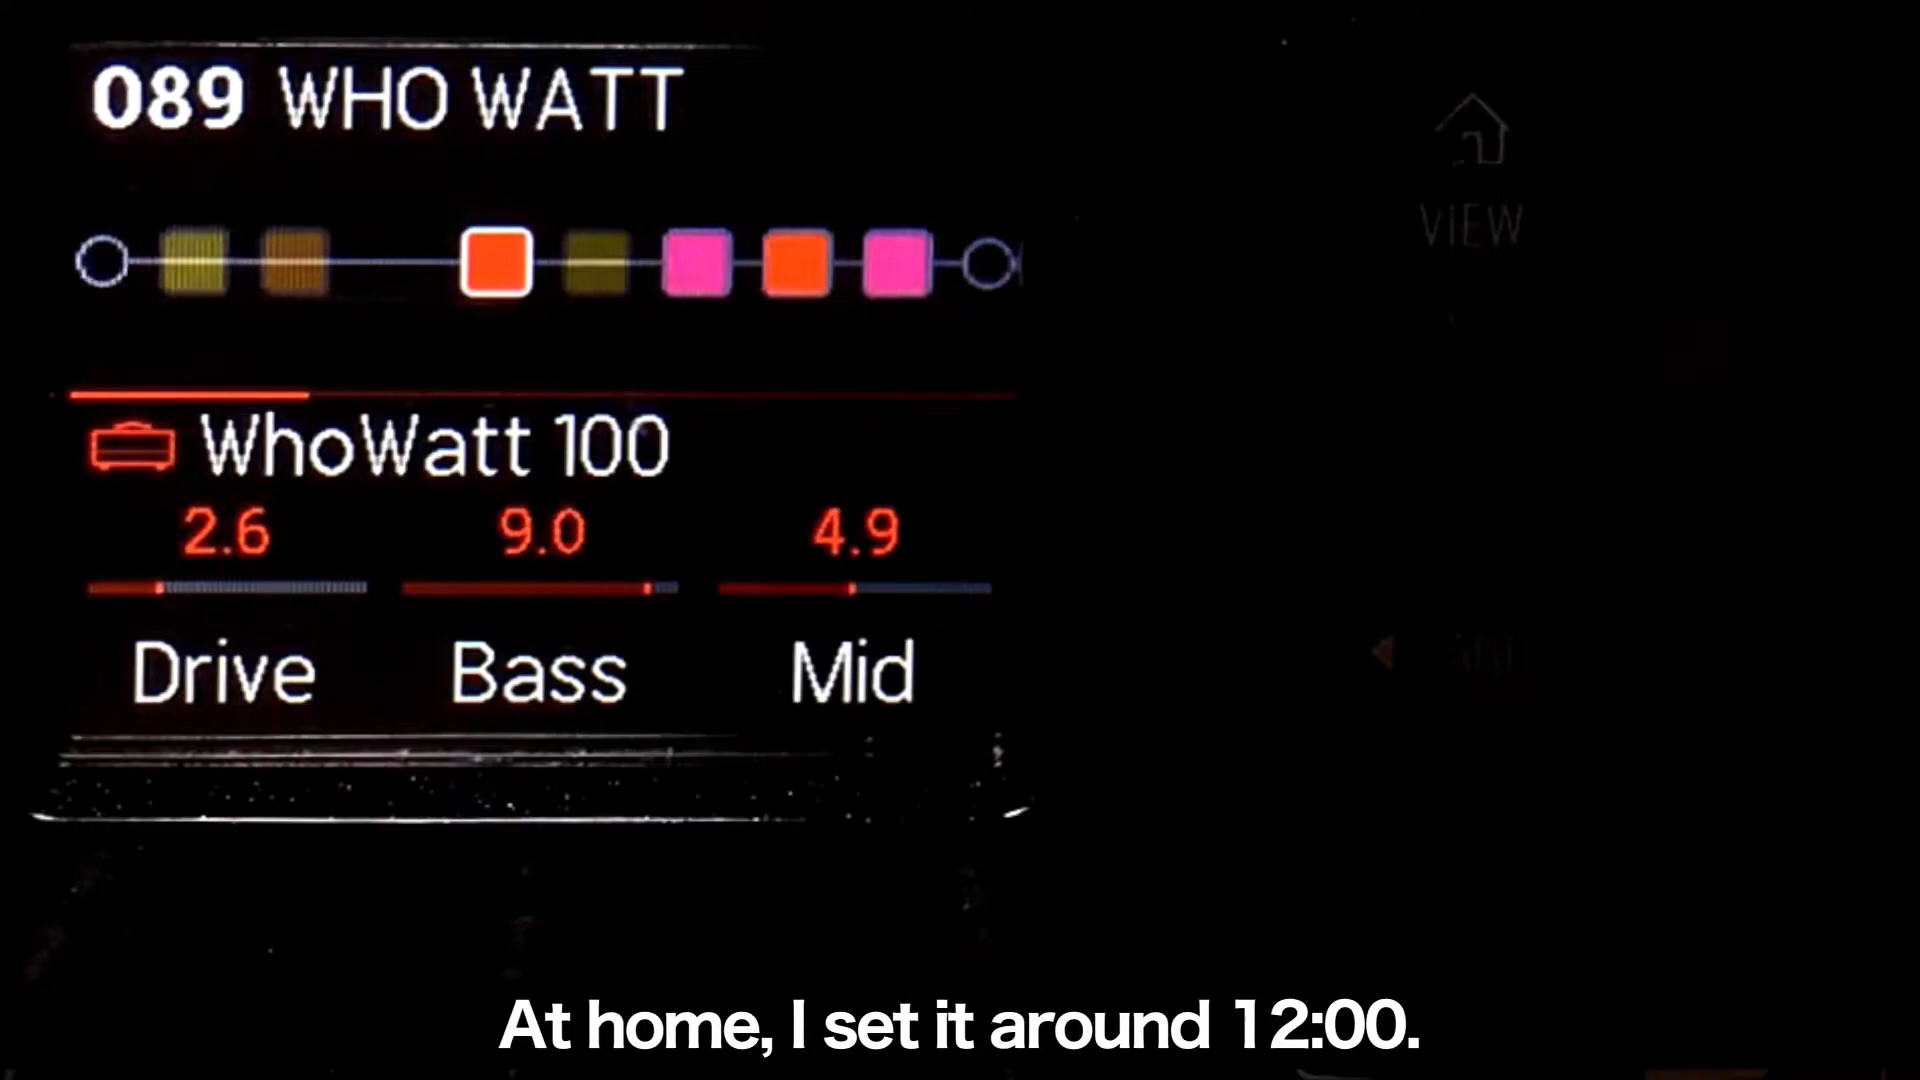 089 WHO WATT
VIEW
WhoWatt 100
2.6 9.0 4.9
Drive Bass Mid
At home, I set it around 12:00.